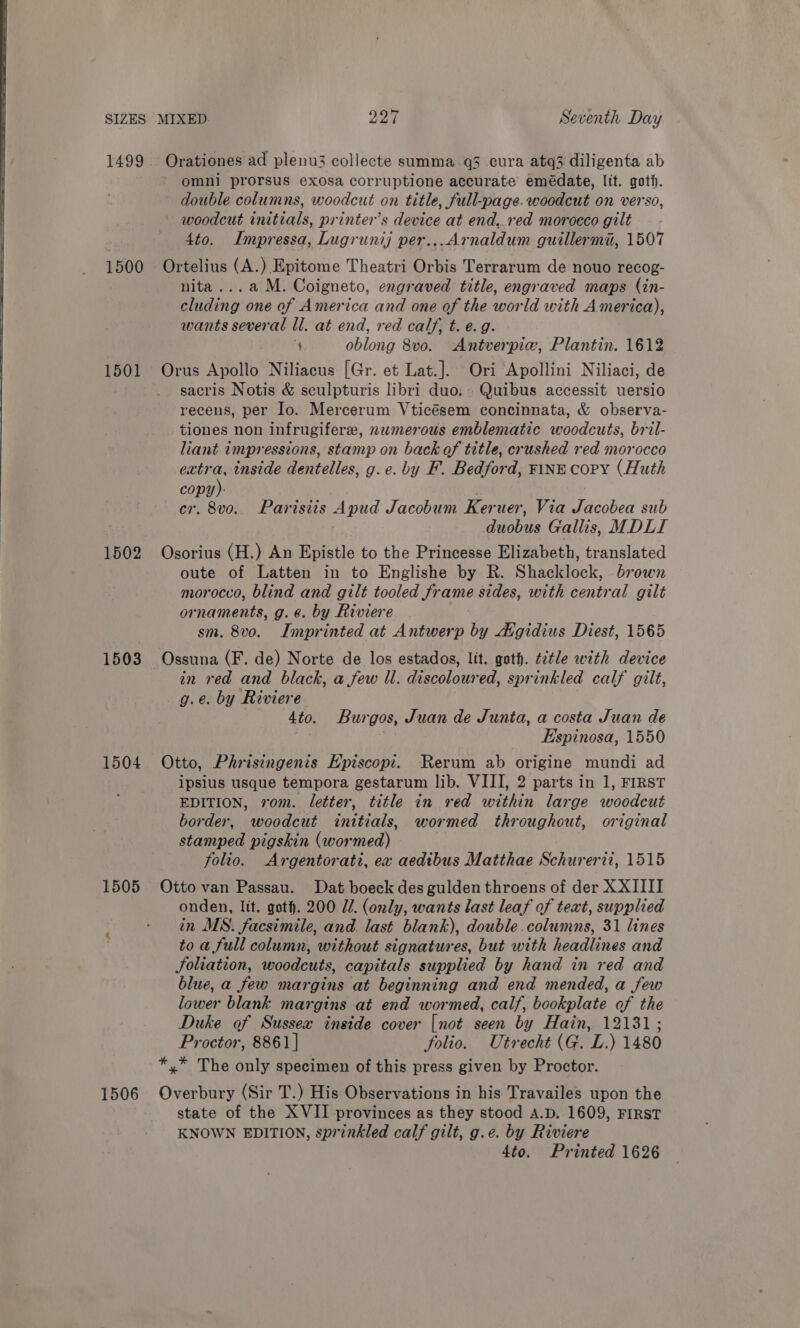 SIZES MIXED 227 Seventh Day
1499 Orationes ad plenuʒ collecte summa qʒ cura atqʒ diligenta ab
omni prorsus exosa corruptione accurate emēdate, lit. goth.
double columns, woodcut on title, full-page woodcut on verso,
woodcut initials, printer's device at end, red morocco gilt
4to. Impressa, Lugrunij per...Arnaldum guillermū, 1507
1500 Ortelius (A.) Epitome Theatri Orbis Terrarum de nouo recog-
nita ... a M. Coigneto, engraved title, engraved maps (in-
cluding one of America and one of the world with America),
wants several ll. at end, red calf, t. e. g.
oblong 8vo. Antverpiæ, Plantin. 1612
1501 Orus Apollo Niliacus [Gr. et Lat.]. Ori Apollini Niliaci, de
sacris Notis & sculpturis libri duo. Quibus accessit uersio
recens, per Io. Mercerum Vticēsem concinnata, & observa-
tiones non infrugiferæ, numerous emblematic woodcuts, bril-
liant impressions, stamp on back of title, crushed red morocco
extra, inside dentelles, g. e. by F. Bedford, FINE COPY (Huth
copy)
cr. 8vo. Parisiis Apud Jacobum Keruer, Via Jacobea sub
duobus Gallis, MDLI
1502 Osorius (H.) An Epistle to the Princesse Elizabeth, translated
oute of Latten in to Englishe by R. Shacklock, brown
morocco, blind and gilt tooled frame sides, with central gilt
ornaments, g. e. by Riviere
sm. 8vo. Imprinted at Antwerp by Ægidius Diest, 1565
1503 Ossuna (F. de) Norte de los estados, lit. goth. title with device
in red and black, a few ll. discoloured, sprinkled calf gilt,
g. e. by Riviere
4to. Burgos, Juan de Junta, a costa Juan de
Espinosa, 1550
1504 Otto, Phrisingenis Episcopi. Rerum ab origine mundi ad
ipsius usque tempora gestarum lib. VIII, 2 parts in 1, FIRST
EDITION, rom. letter, title in red within large woodcut
border, woodcut initials, wormed throughout, original
stamped pigskin (wormed)
folio. Argentorati, ex aedibus Matthae Schurerii, 1515
1505 Otto van Passau. Dat boeck des gulden throens of der XXIIII
onden, lit. goth. 200 ll. (only, wants last leaf of text, supplied
in MS. facsimile, and last blank), double columns, 31 lines
to a full column, without signatures, but with headlines and
foliation, woodcuts, capitals supplied by hand in red and
blue, a few margins at beginning and end mended, a few
lower blank margins at end wormed, calf, bookplate of the
Duke of Sussex inside cover [not seen by Hain, 12131;
Proctor, 8861] folio. Utrecht (G. L.) 1480
*** The only specimen of this press given by Proctor.
1506 Overbury (Sir T.) His Observations in his Travailes upon the
state of the XVII provinces as they stood A.D. 1609, FIRST
KNOWN EDITION, sprinkled calf gilt, g.e. by Riviere
4to. Printed 1626